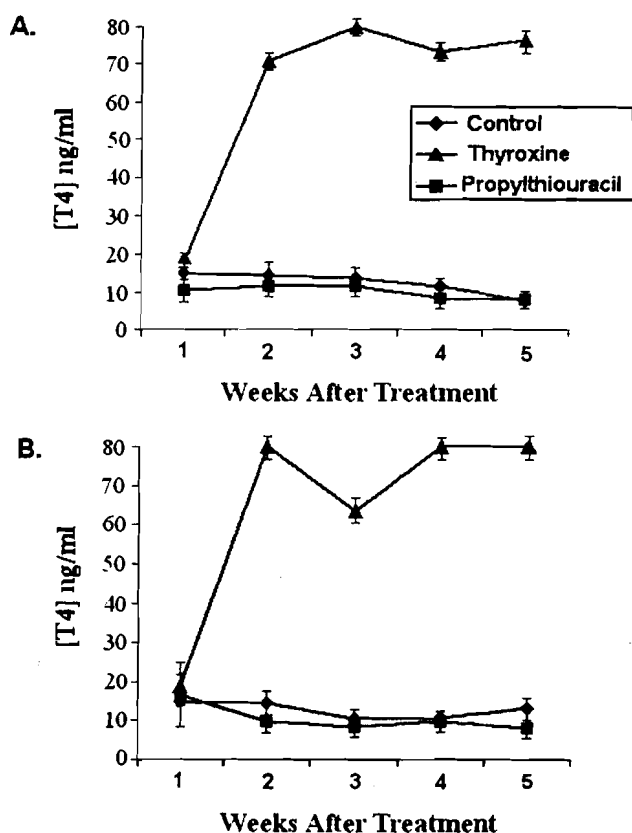 A.
80
70
60
50
40
30
20
10
0
[T4] ng/ml
Control
Thyroxine
Propylthiouracil
1 2 3 4 5
Weeks After Treatment
B.
80
70
60
50
40
30
20
10
0
[T4] ng/ml
1 2 3 4 5
Weeks After Treatment